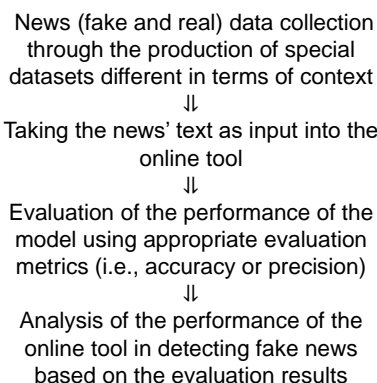 News (fake and real) data collection
through the production of special
datasets different in terms of context
⇓
Taking the news’ text as input into the
online tool
⇓
Evaluation of the performance of the
model using appropriate evaluation
metrics (i.e., accuracy or precision)
⇓
Analysis of the performance of the
online tool in detecting fake news
based on the evaluation results